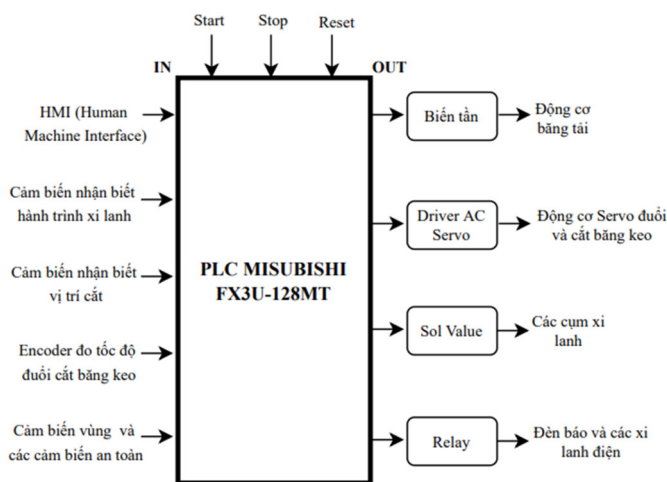 Start
Stop
Reset
IN
OUT
HMI (Human
Machine Interface)
Cảm biến nhận biết
hành trình xi lanh
Cảm biến nhận biết
vị trí cắt
Encoder đo tốc độ
đuổi cắt băng keo
Cảm biến vùng và
các cảm biến an toàn
PLC MISUBISHI
FX3U-128MT
Biến tần
Động cơ
băng tải
Driver AC
Servo
Động cơ Servo đuổi
và cắt băng keo
Sol Value
Các cụm xi
lanh
Relay
Đèn báo và các xi
lanh điện